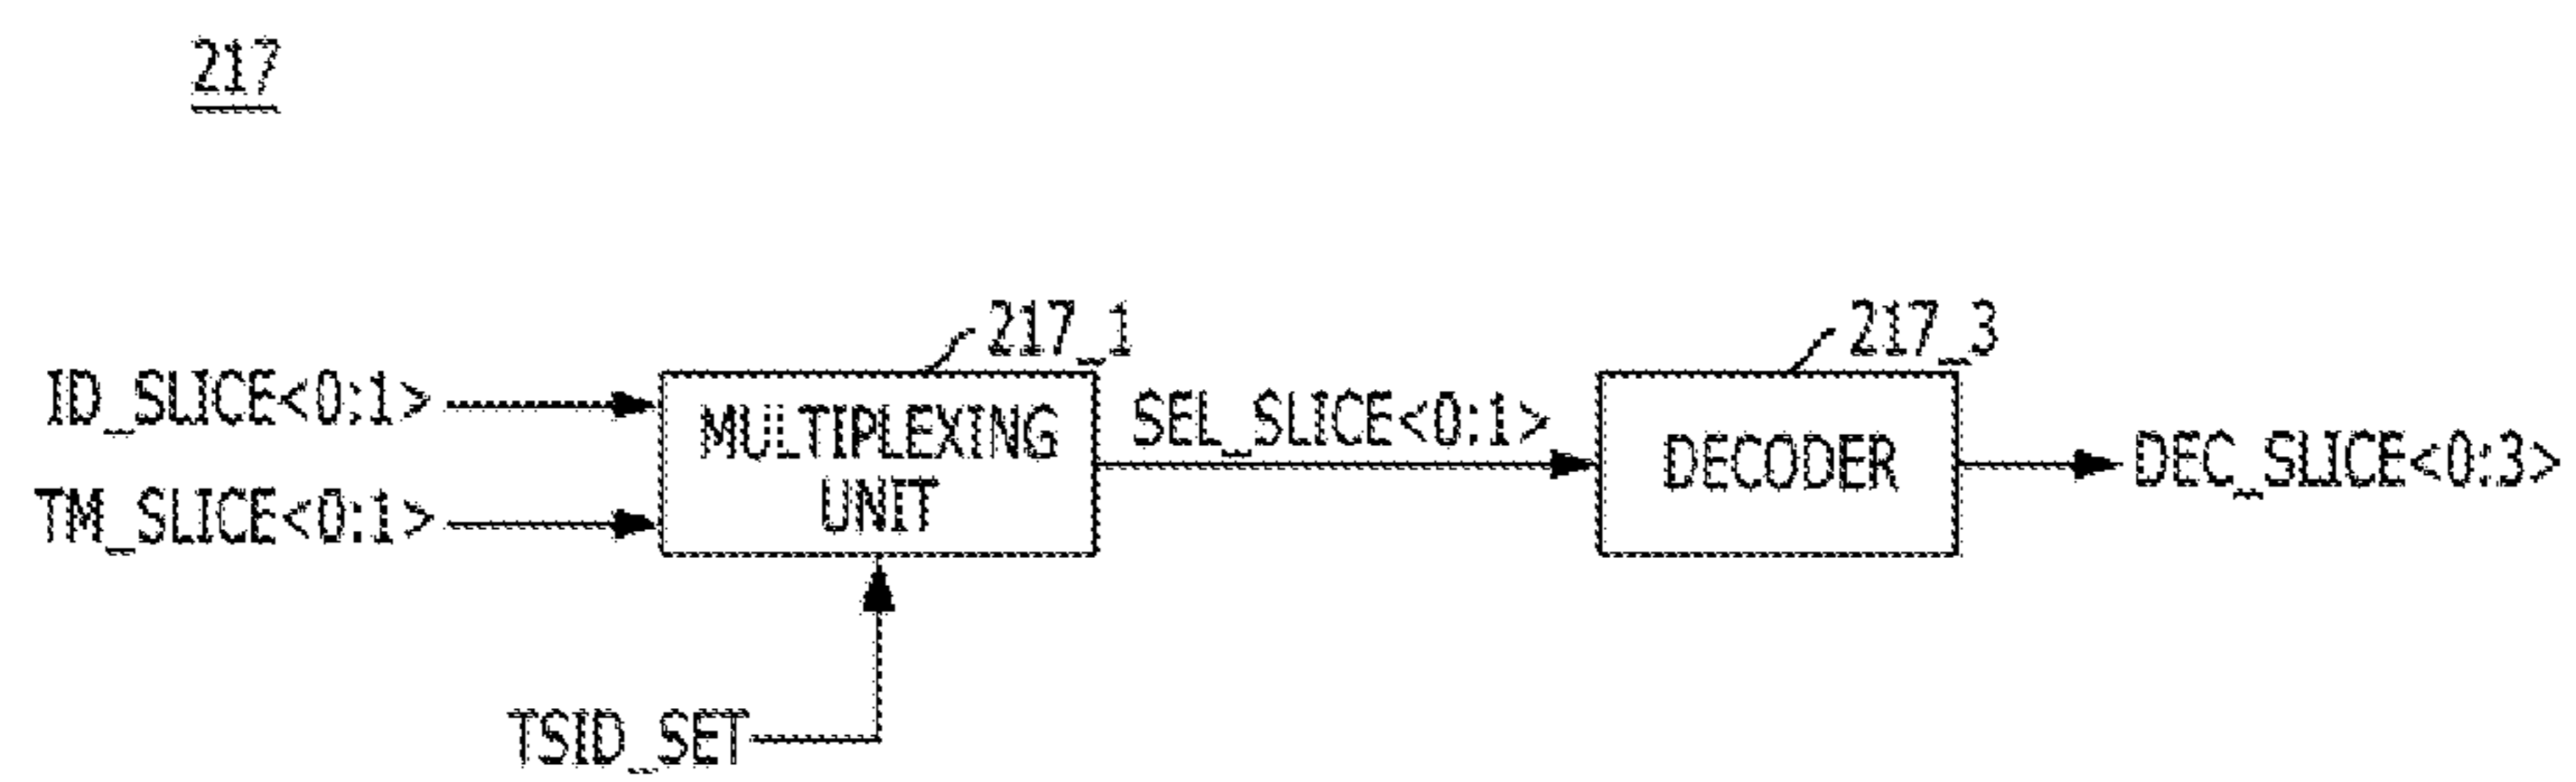 217
217_1
217_3
ID_SLICE<0:1>
TM_SLICE<0:1>
MULTIPLEXING
UNIT
SEL_SLICE<0:1>
DECODER
DEC_SLICE<0:3>
TSID_SET